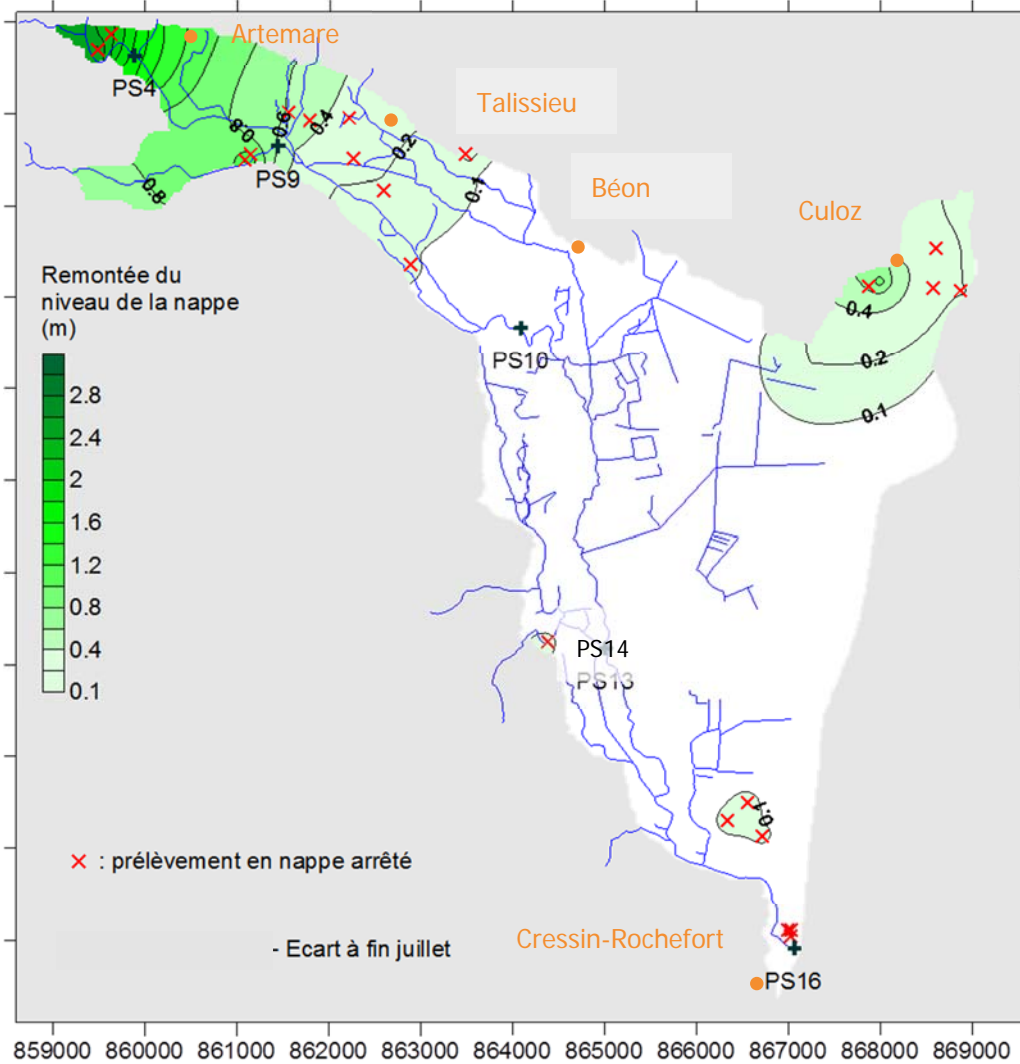 Artemare
PS4
Talissieu
0.6
0.4
0.8
0.2
PS9
0.8
0.1
Béon
Culoz
Remontée du
niveau de la nappe
(m)
0.4
0.2
PS10
0.1
2.8
2.4
2
1.6
1.2
0.8
0.4
0.1
PS14
PS13
0.1
× : prélèvement en nappe arrêté
- Ecart à fin juillet
Cressin-Rochefort
PS16
859000 860000 861000 862000 863000 864000 865000 866000 867000 868000 869000